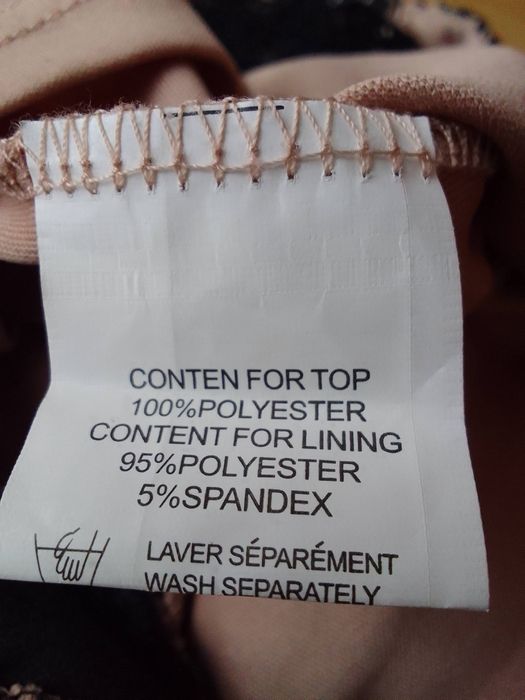 CONTEN FOR TOP
100%POLYESTER
CONTENT FOR LINING
95%POLYESTER
5%SPANDEX
LAVER SÉPARÉMENT
WASH SEPARATELY